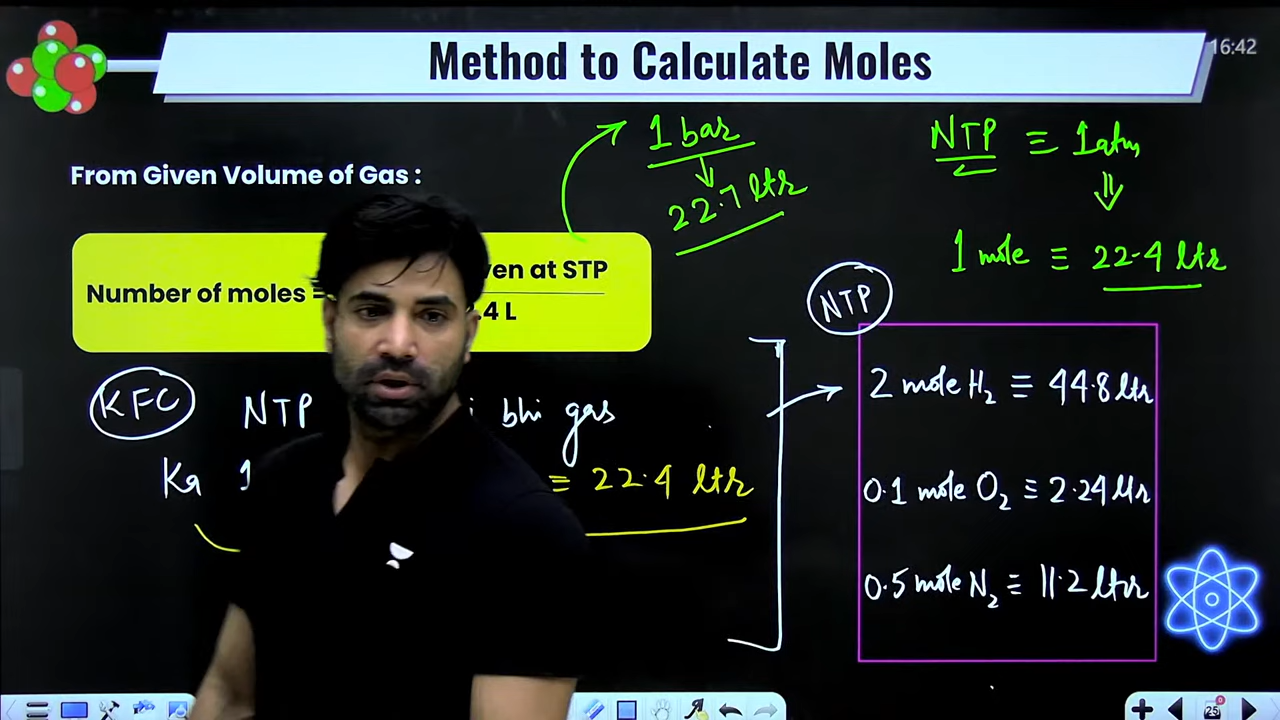 Method to Calculate Moles
16:42
From Given Volume of Gas :
1 bar
22.7 ltr
NTP ≡ 1atm
1 mole ≡ 22.4 ltr
Number of moles =
ven at STP
.4 L
NTP
KFC
NTP bhi gas
Ka 1 ≡ 22.4 ltr
2 mole H₂ ≡ 44.8 ltr
0.1 mole O₂ ≡ 2.24 ltr
0.5 mole N₂ ≡ 11.2 ltr
25